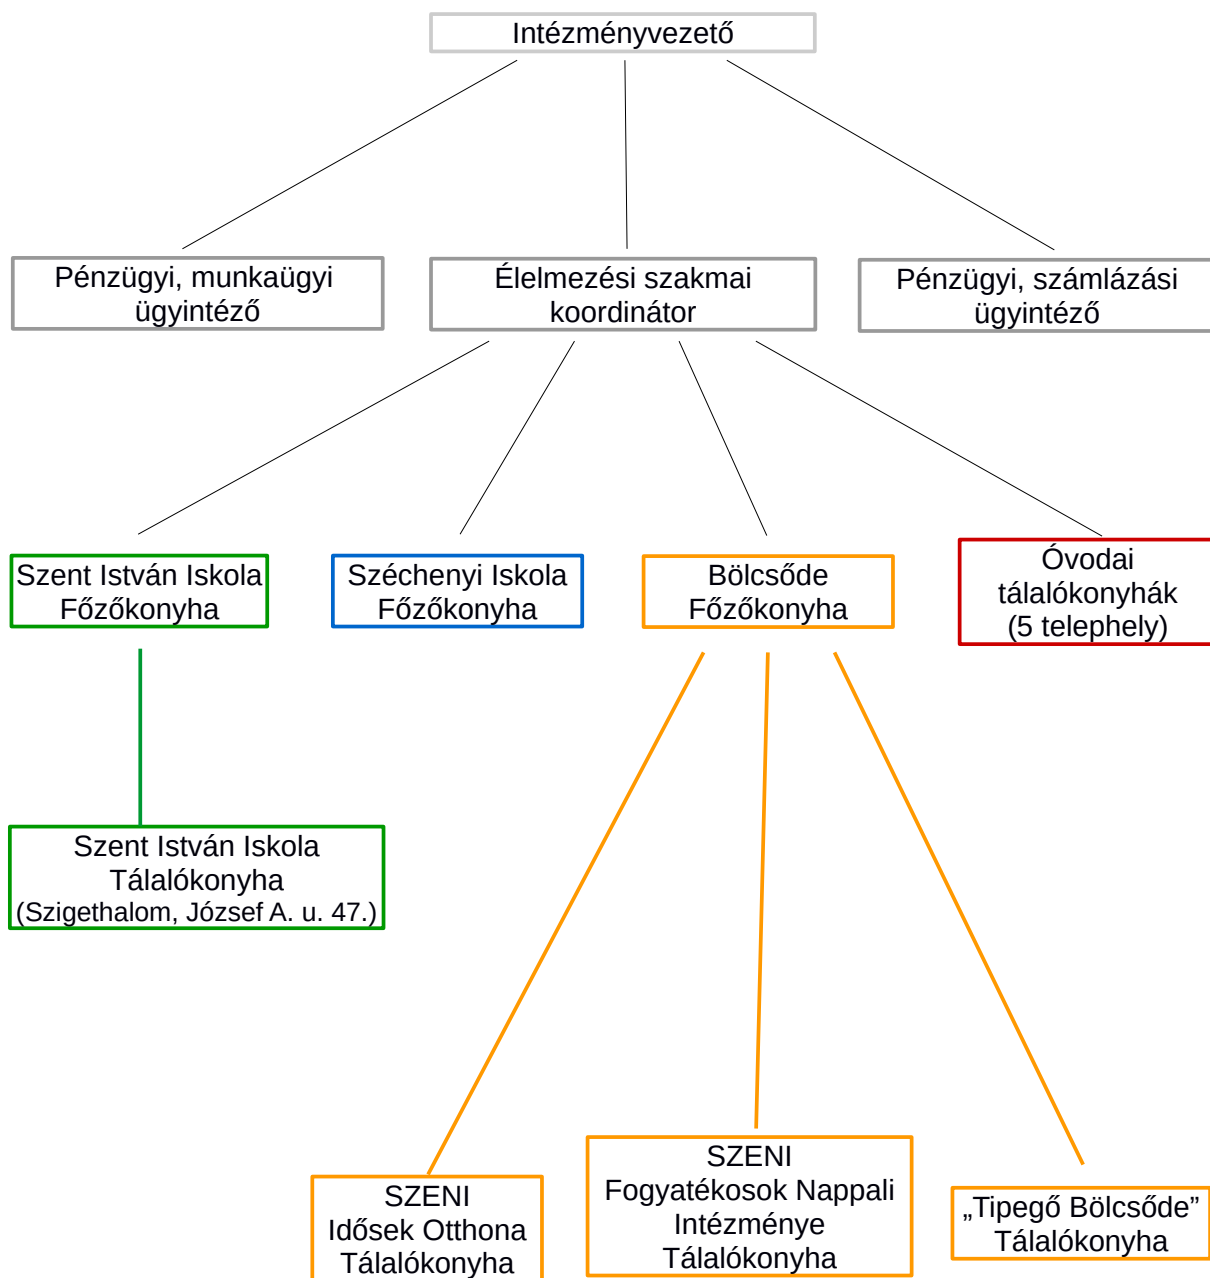 Intézményvezető
Pénzügyi, munkaügyi
ügyintéző
Élelmezési szakmai
koordinátor
Pénzügyi, számlázási
ügyintéző
Szent István Iskola
Főzőkonyha
Széchenyi Iskola
Főzőkonyha
Bölcsőde
Főzőkonyha
Óvodai
tálalókonyhák
(5 telephely)
Szent István Iskola
Tálalókonyha
(Szigethalom, József A. u. 47.)
SZENI
Idősek Otthona
Tálalókonyha
SZENI
Fogyatékosok Nappali
Intézménye
Tálalókonyha
„Tipegő Bölcsőde”
Tálalókonyha